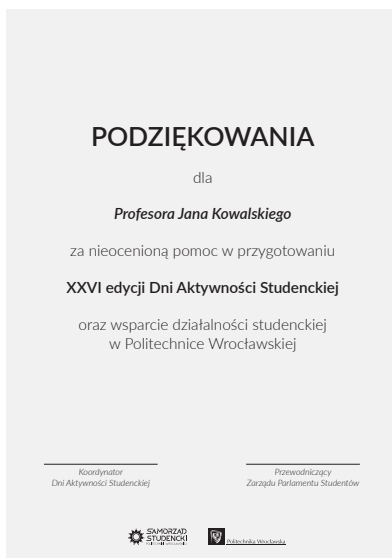 PODZIĘKOWANIA
dla
Profesora Jana Kowalskiego
za nieocenioną pomoc w przygotowaniu
XXVI edycji Dni Aktywności Studenckiej
oraz wsparcie działalności studenckiej
w Politechnice Wrocławskiej
Koordynator
Dni Aktywności Studenckiej
Przewodniczący
Zarządu Parlamentu Studentów
SAMORZĄD
STUDENCKI
Politechnika Wrocławska